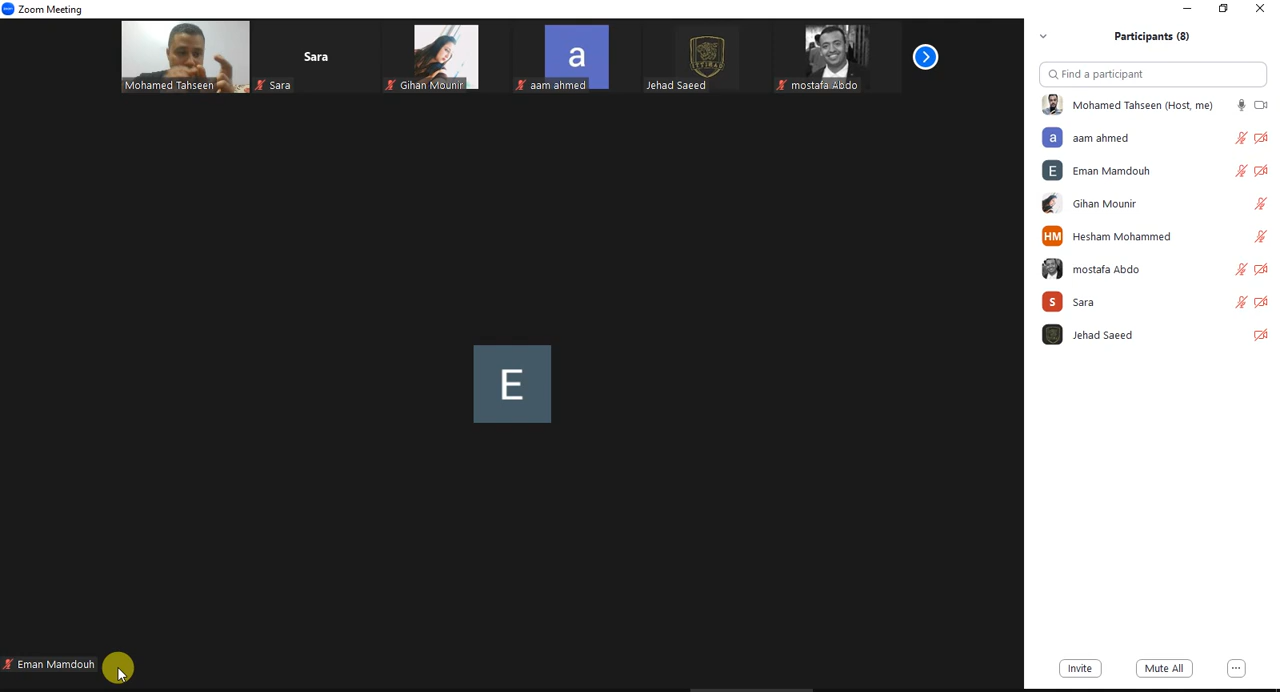 Zoom Meeting
Participants (8)
Sara
a
Mohamed Tahseen
Sara
Gihan Mounir
aam ahmed
Jehad Saeed
mostafa Abdo
Find a participant
Mohamed Tahseen (Host, me)
a aam ahmed
E Eman Mamdouh
Gihan Mounir
HM Hesham Mohammed
mostafa Abdo
S Sara
Jehad Saeed
E
Eman Mamdouh
Invite
Mute All
...